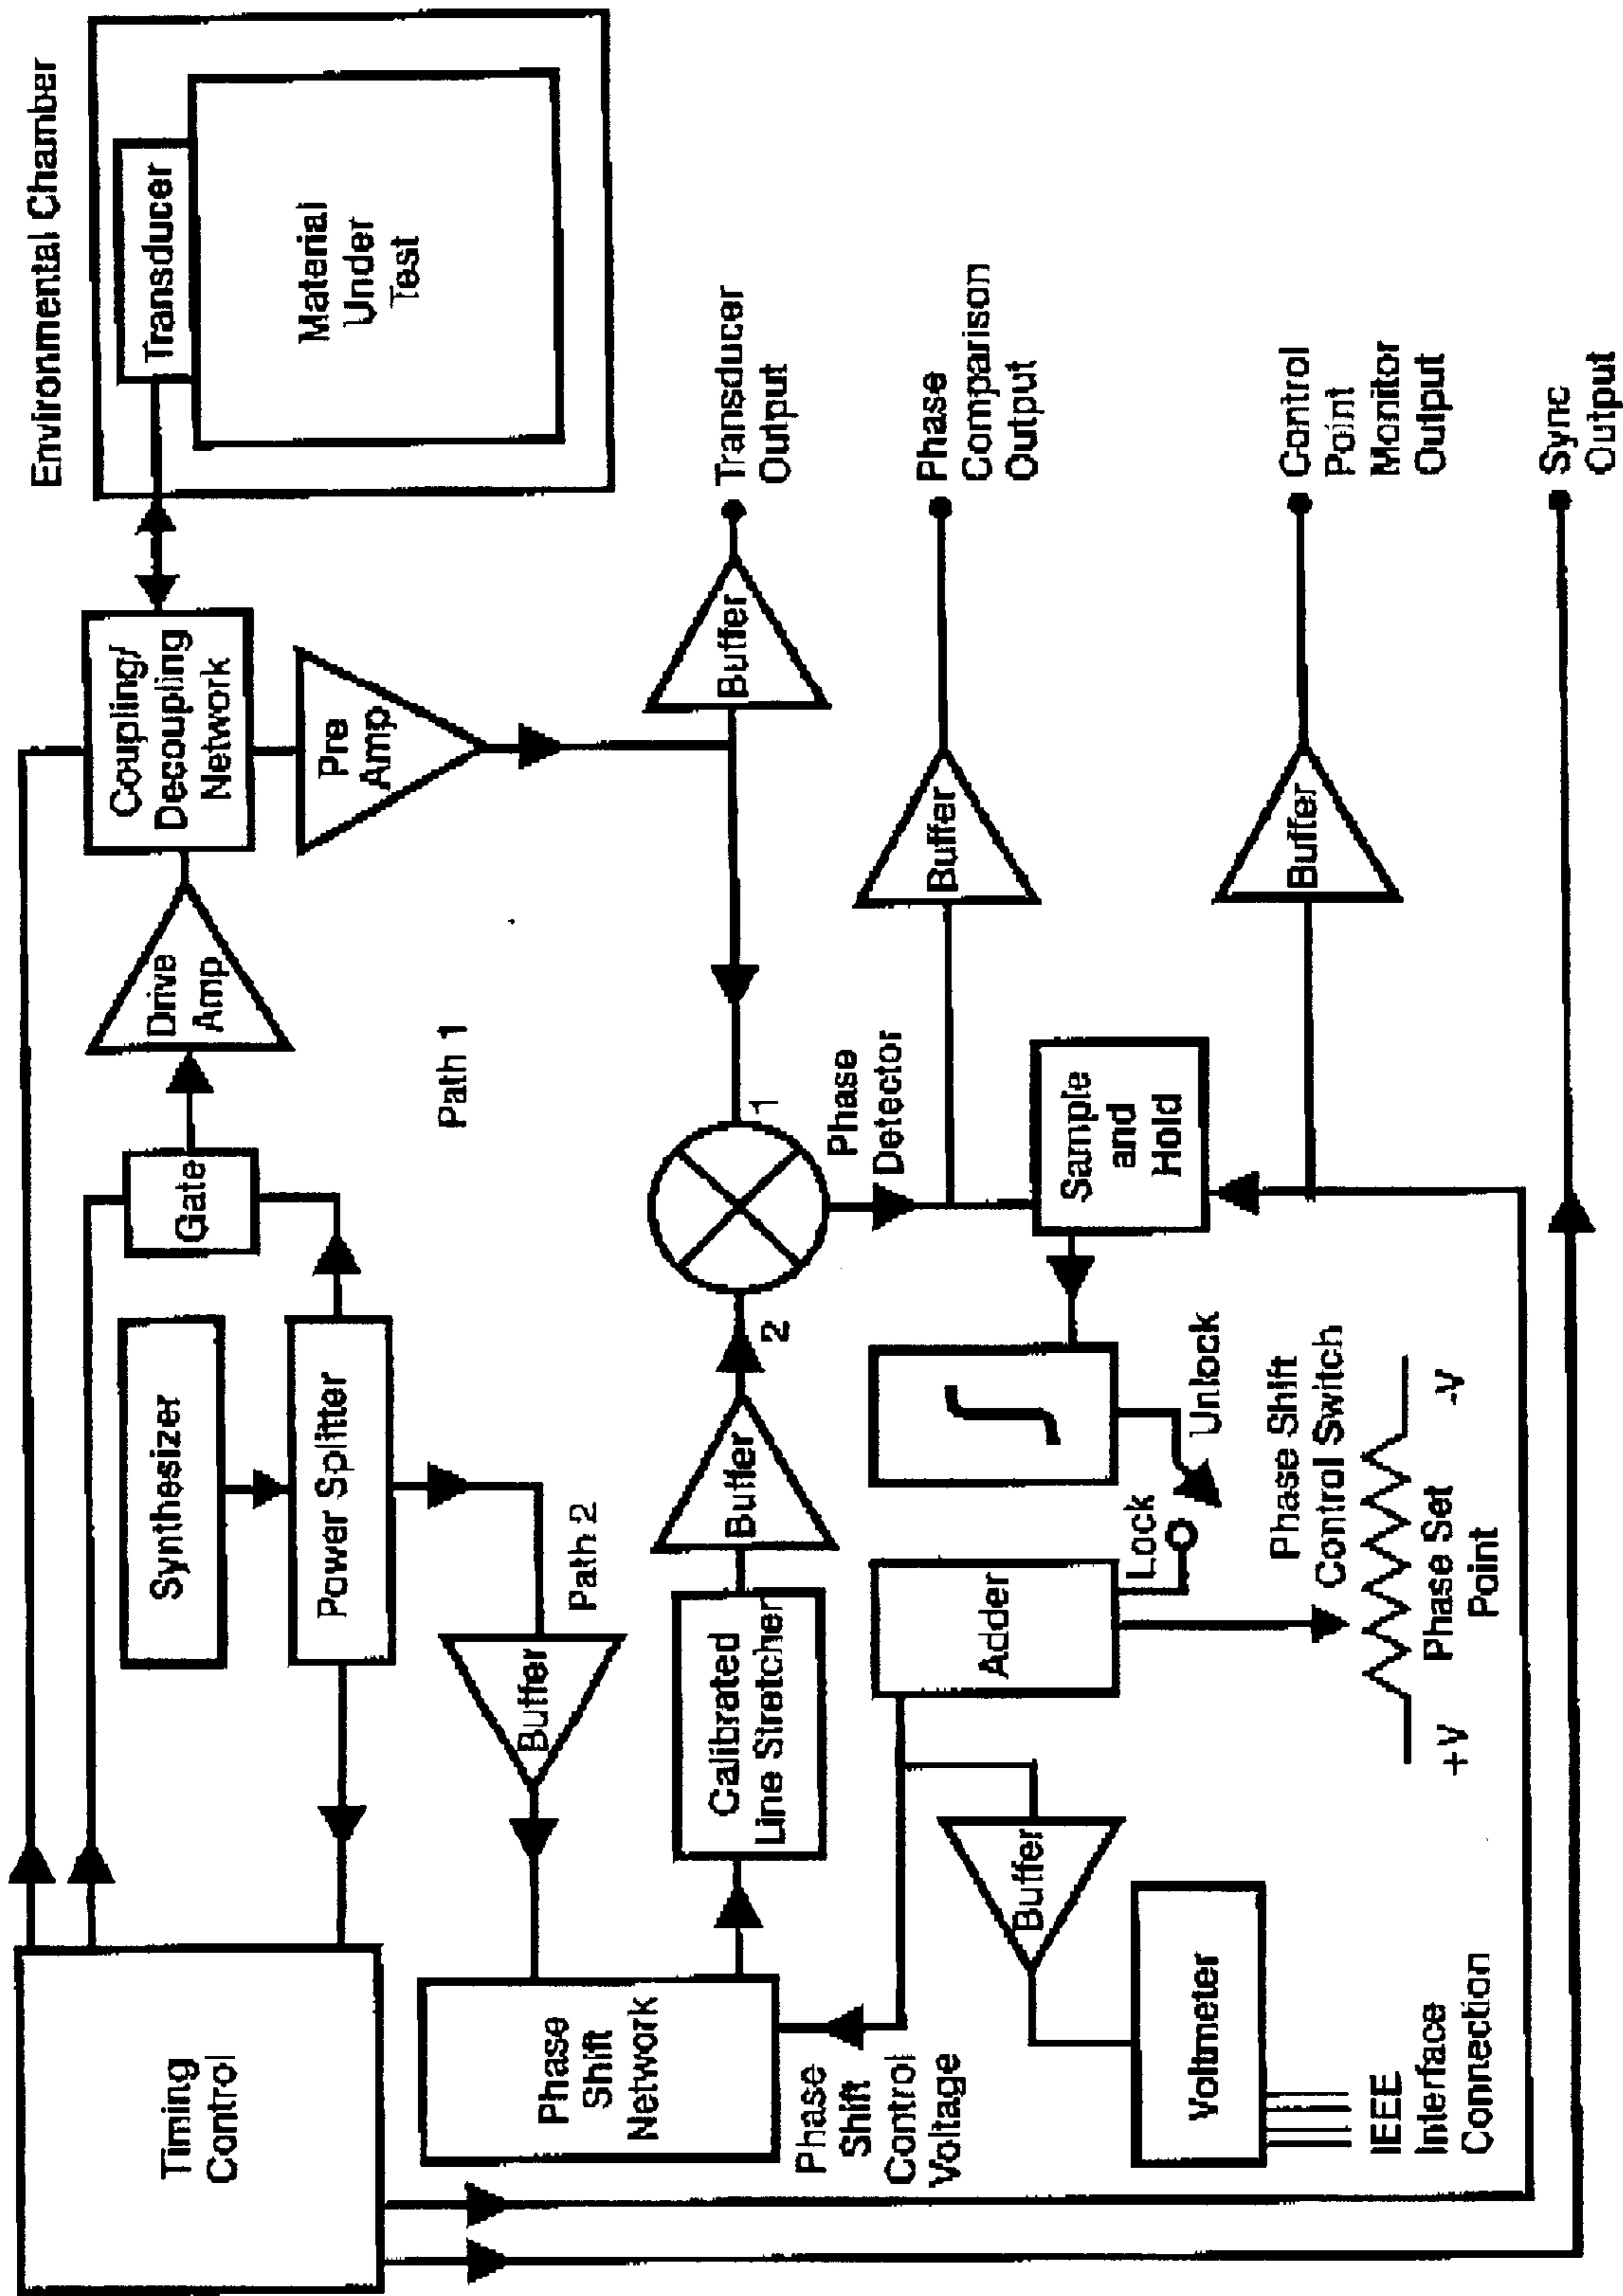 Environmental Chamber
Transducer
Material
Under
Test
Coupling/
Decoupling
Network
Drive
Amp
Gate
Synthesizer
Power Splitter
Timing
Control
Pre
Amp
Path 1
Path 2
Buffer
Phase
Shift
Network
Calibrated
Line Stretcher
Buffer
2
1
Phase
Detector
Buffer
Transducer
Output
Buffer
Phase
Comparison
Output
Sample
and
Hold
Buffer
Control
Point
Monitor
Output
Unlock
Lock
Adder
Phase Shift
Control Switch
+V
-V
Phase Set
Point
Phase
Shift
Control
Voltage
Buffer
Voltmeter
IEEE
Interface
Connection
Sync
Output